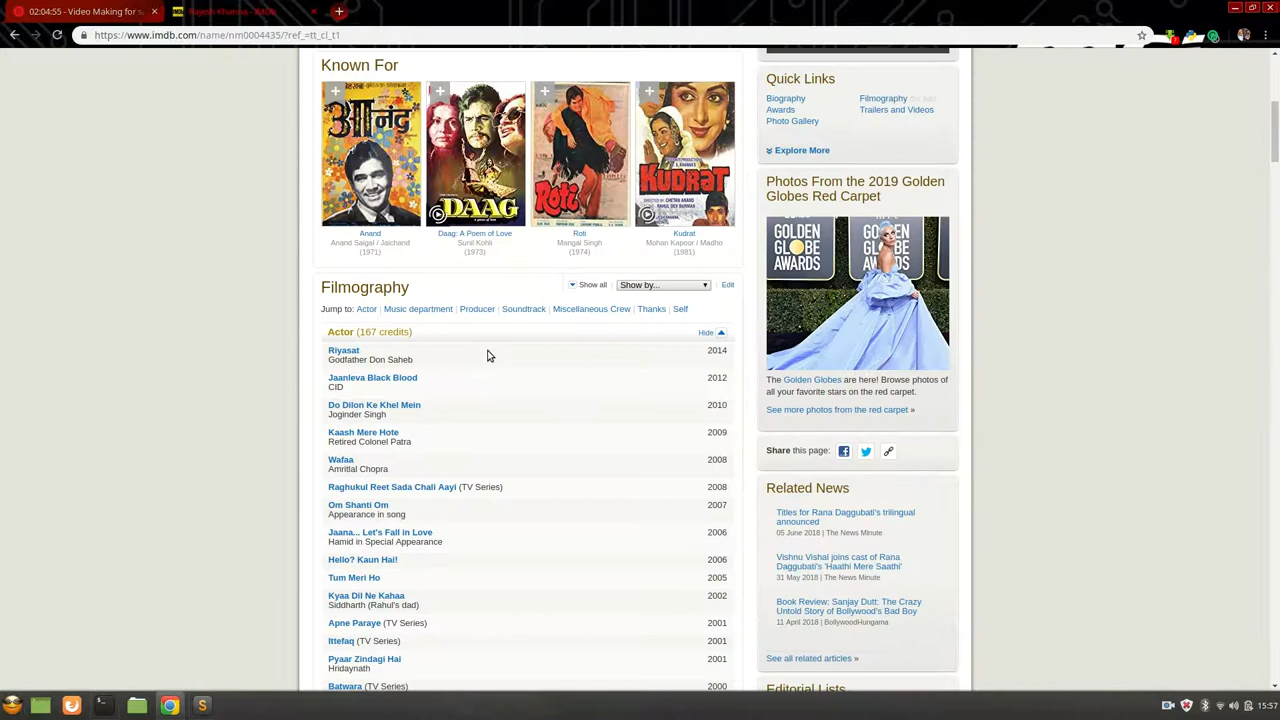 02:04:55 - Video Making for s
Rajesh Khanna - IMDb
https://www.imdb.com/name/nm0004435/?ref_=tt_cl_t1
Known For
आनंद
DAAG
Roti
KUDRAT
Anand
Anand Saigal / Jaichand
(1971)
Daag: A Poem of Love
Sunil Kohli
(1973)
Roti
Mangal Singh
(1974)
Kudrat
Mohan Kapoor / Madho
(1981)
Filmography
Show all | Show by... | Edit
Jump to: Actor | Music department | Producer | Soundtrack | Miscellaneous Crew | Thanks | Self
Actor (167 credits) Hide
Riyasat 2014
Godfather Don Saheb
Jaanleva Black Blood 2012
CID
Do Dilon Ke Khel Mein 2010
Joginder Singh
Kaash Mere Hote 2009
Retired Colonel Patra
Wafaa 2008
Amritlal Chopra
Raghukul Reet Sada Chali Aayi (TV Series) 2008
Om Shanti Om 2007
Appearance in song
Jaana... Let's Fall in Love 2006
Hamid in Special Appearance
Hello? Kaun Hai! 2006
Tum Meri Ho 2005
Kyaa Dil Ne Kahaa 2002
Siddharth (Rahul's dad)
Apne Paraye (TV Series) 2001
Ittefaq (TV Series) 2001
Pyaar Zindagi Hai 2001
Hridaynath
Batwara (TV Series) 2000
Quick Links
Biography
Awards
Photo Gallery
Filmography
Trailers and Videos
Explore More
Photos From the 2019 Golden
Globes Red Carpet
GOLDEN
GLOBE
AWARDS
GOLDEN
GLOBE
AWARDS
The Golden Globes are here! Browse photos of
all your favorite stars on the red carpet.
See more photos from the red carpet »
Share this page:
Related News
Titles for Rana Daggubati's trilingual
announced
05 June 2018 | The News Minute
Vishnu Vishal joins cast of Rana
Daggubati's 'Haathi Mere Saathi'
31 May 2018 | The News Minute
Book Review: Sanjay Dutt: The Crazy
Untold Story of Bollywood's Bad Boy
11 April 2018 | BollywoodHungama
See all related articles »
Editorial Lists
15:57